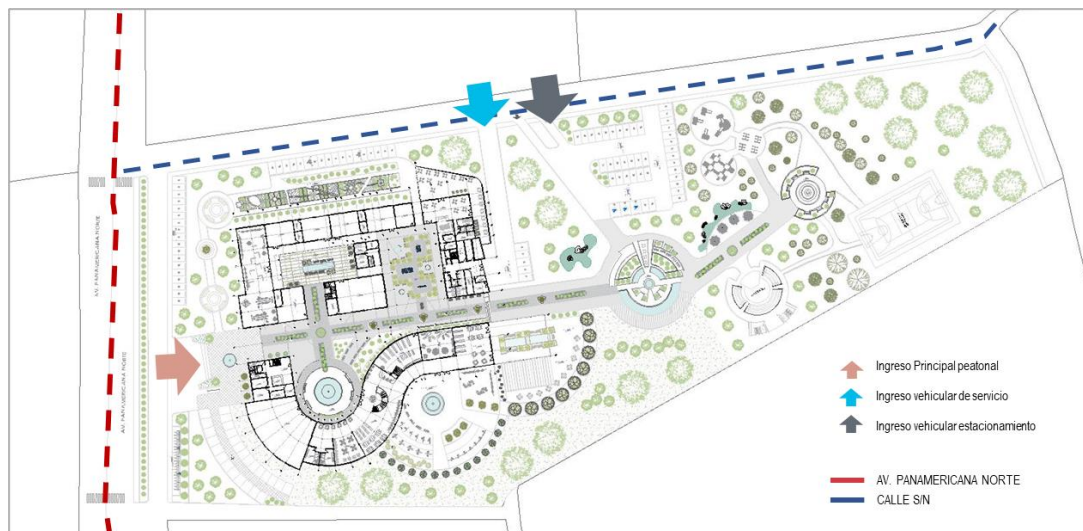 AV. PANAMERICANA NORTE
AV. PANAMERICANA NORTE
Ingreso Principal peatonal
Ingreso vehicular de servicio
Ingreso vehicular estacionamiento
AV. PANAMERICANA NORTE
CALLE S/N